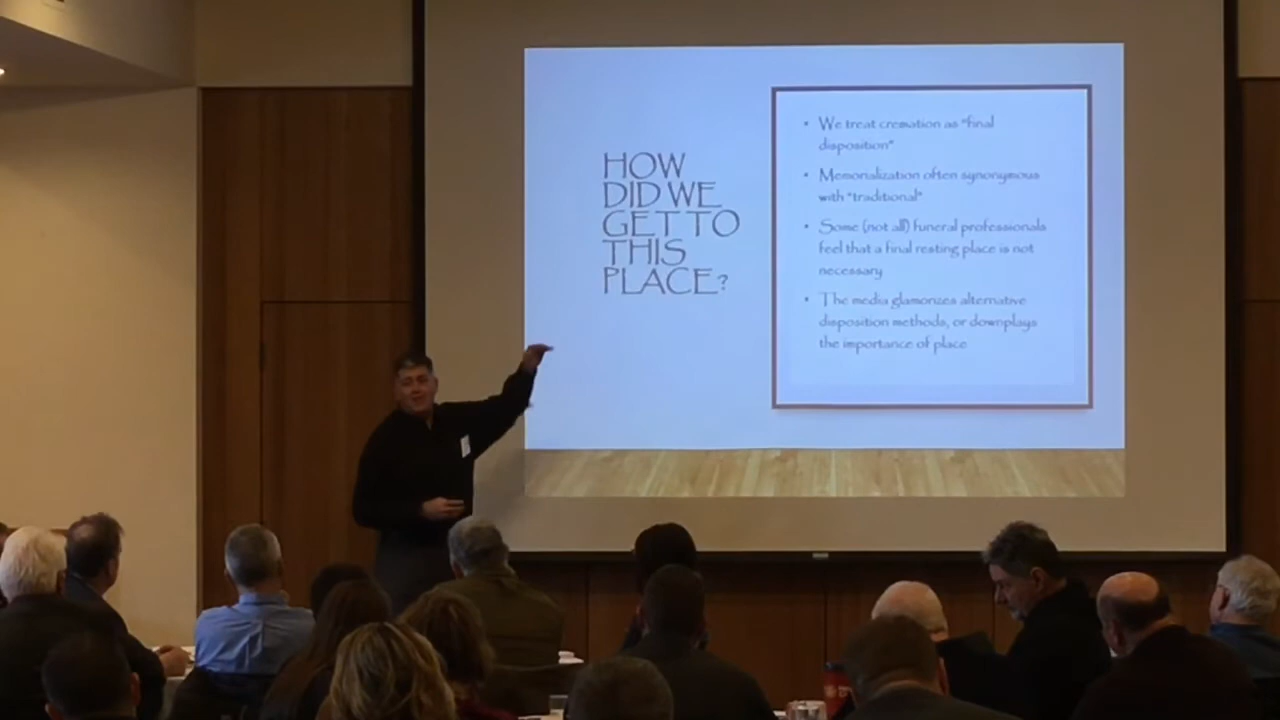 HOW
DID WE
GET TO
THIS
PLACE?
• We treat cremation as "final
disposition"
• Memorialization often synonymous
with "traditional"
• Some (not all) funeral professionals
feel that a final resting place is not
necessary
• The media glamorizes alternative
disposition methods, or downplays
the importance of place